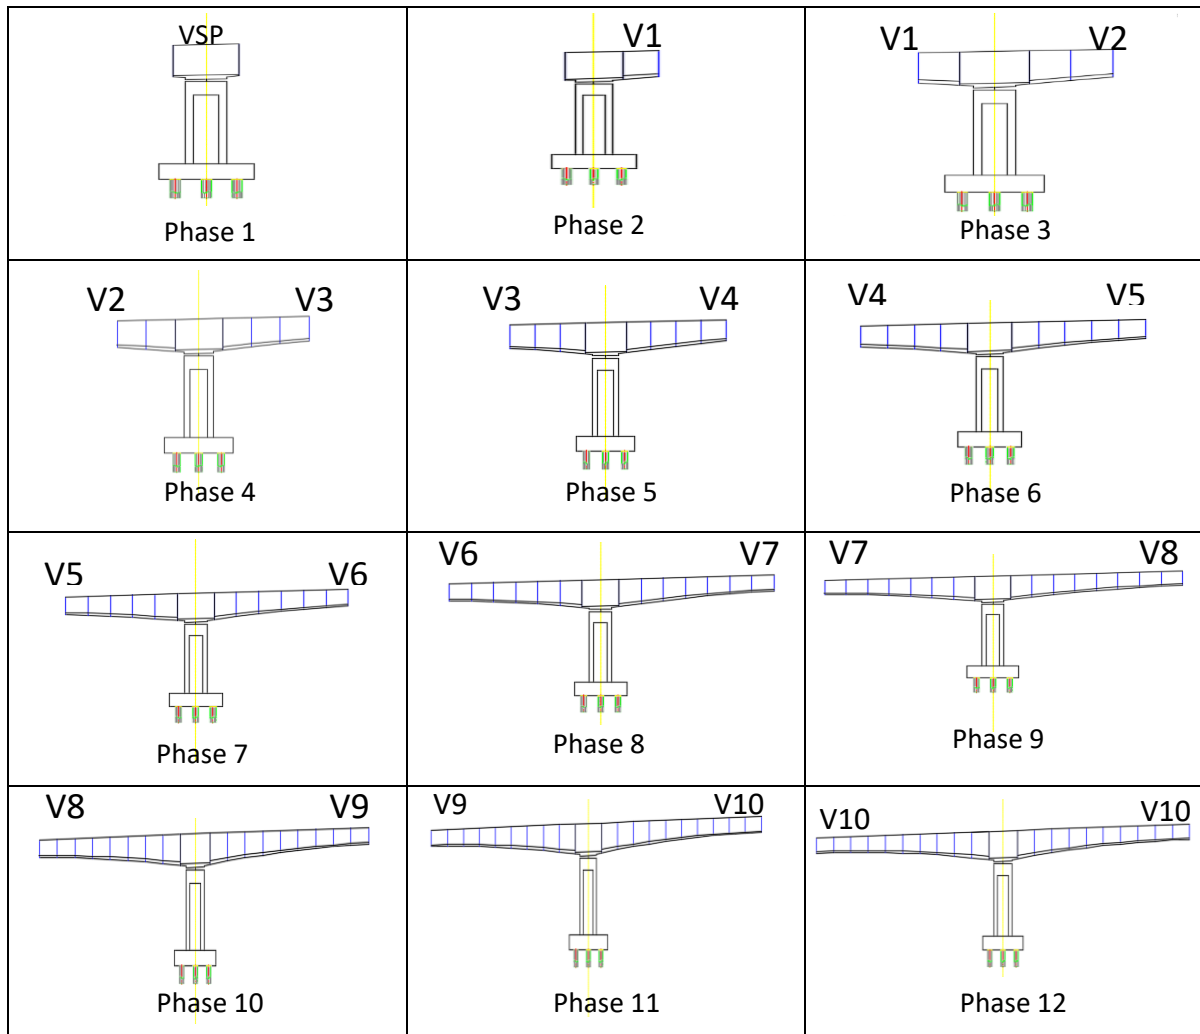 VSP
Phase 1
V1
Phase 2
V1 V2
Phase 3
V2 V3
Phase 4
V3 V4
Phase 5
V4 V5
Phase 6
V5 V6
Phase 7
V6 V7
Phase 8
V7 V8
Phase 9
V8 V9
Phase 10
V9 V10
Phase 11
V10 V10
Phase 12